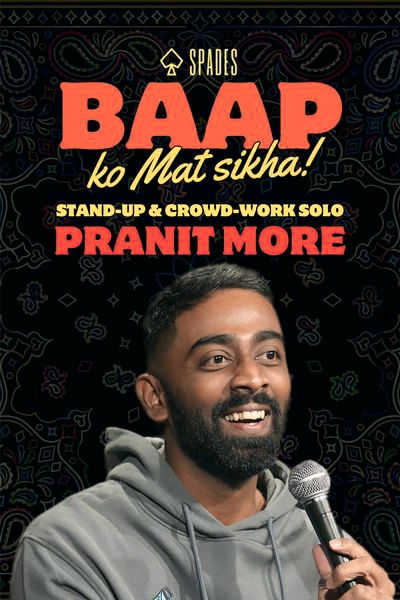 SPADES
BAAP
ko Mat sikha!
STAND-UP & CROWD-WORK SOLO
PRANIT MORE